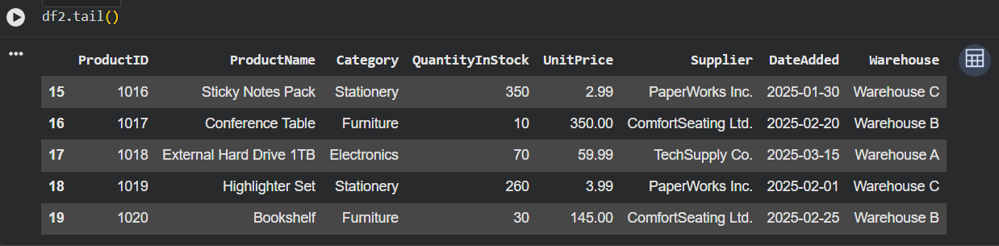 df2.tail()
ProductID ProductName Category QuantityInStock UnitPrice Supplier DateAdded Warehouse
15 1016 Sticky Notes Pack Stationery 350 2.99 PaperWorks Inc. 2025-01-30 Warehouse C
16 1017 Conference Table Furniture 10 350.00 ComfortSeating Ltd. 2025-02-20 Warehouse B
17 1018 External Hard Drive 1TB Electronics 70 59.99 TechSupply Co. 2025-03-15 Warehouse A
18 1019 Highlighter Set Stationery 260 3.99 PaperWorks Inc. 2025-02-01 Warehouse C
19 1020 Bookshelf Furniture 30 145.00 ComfortSeating Ltd. 2025-02-25 Warehouse B